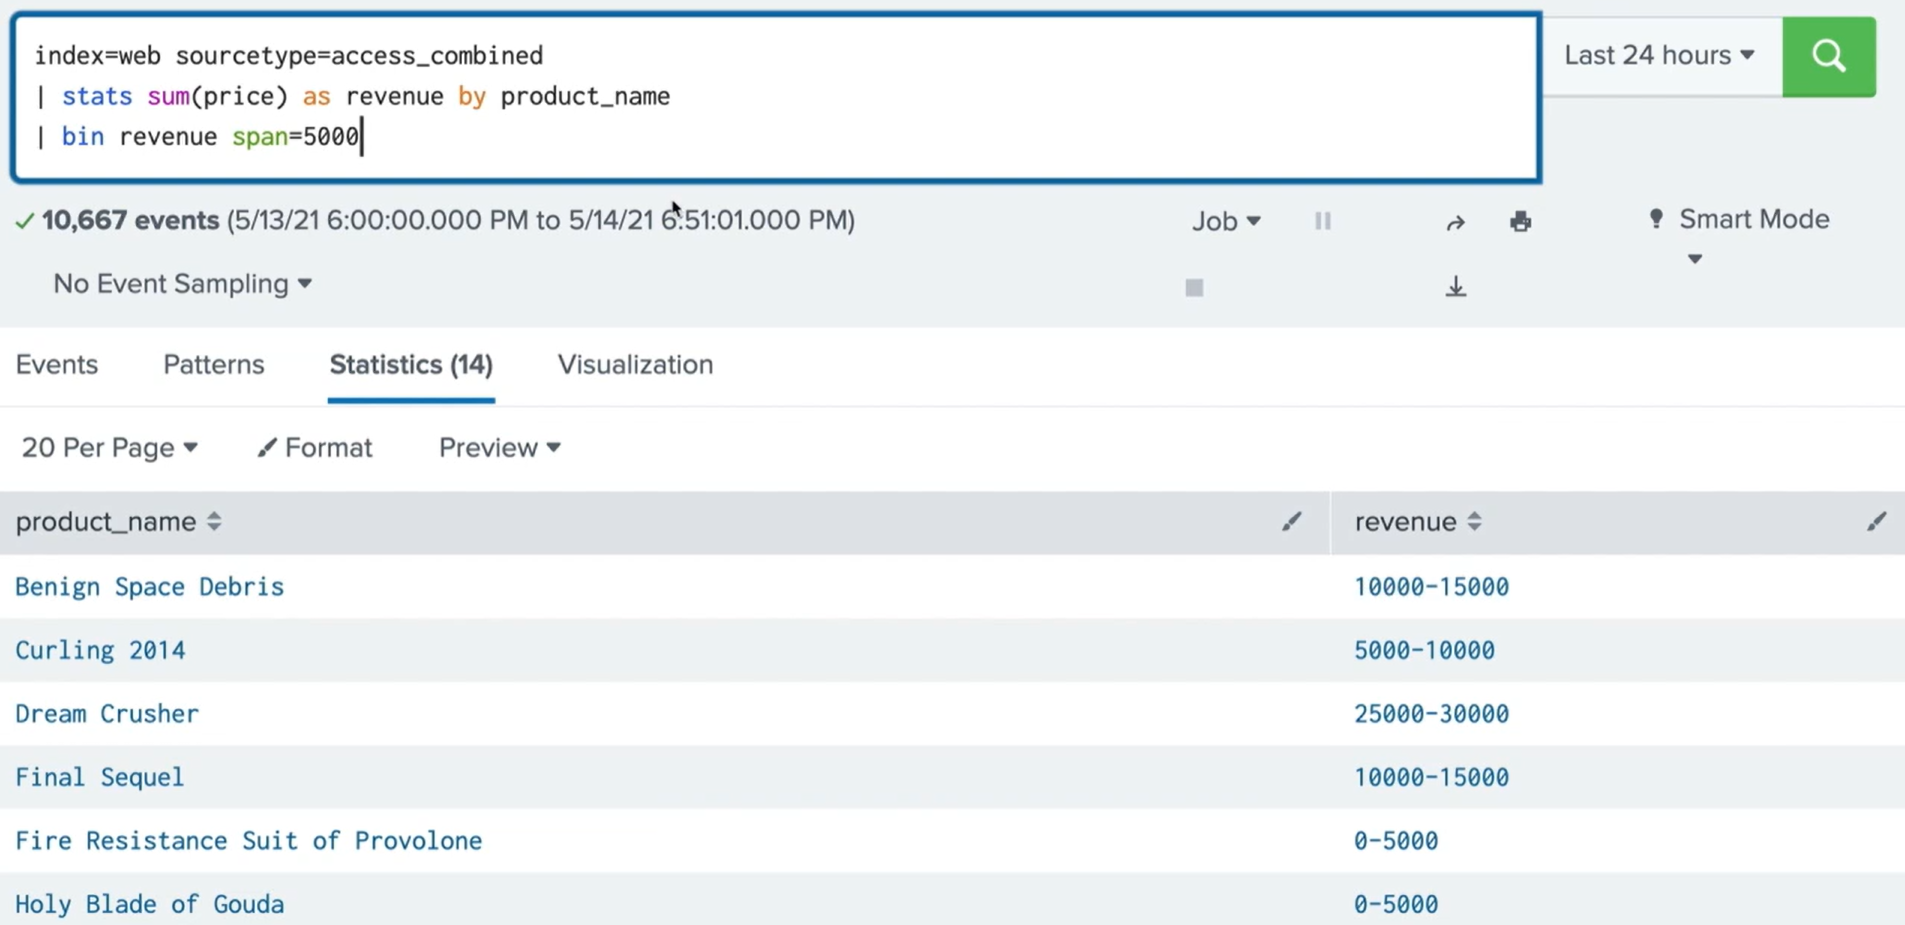 index=web sourcetype=access_combined
| stats sum(price) as revenue by product_name
| bin revenue span=5000
Last 24 hours
10,667 events (5/13/21 6:00:00.000 PM to 5/14/21 6:51:01.000 PM)
Job
Smart Mode
No Event Sampling
Events Patterns Statistics (14) Visualization
20 Per Page Format Preview
product_name revenue
Benign Space Debris 10000-15000
Curling 2014 5000-10000
Dream Crusher 25000-30000
Final Sequel 10000-15000
Fire Resistance Suit of Provolone 0-5000
Holy Blade of Gouda 0-5000